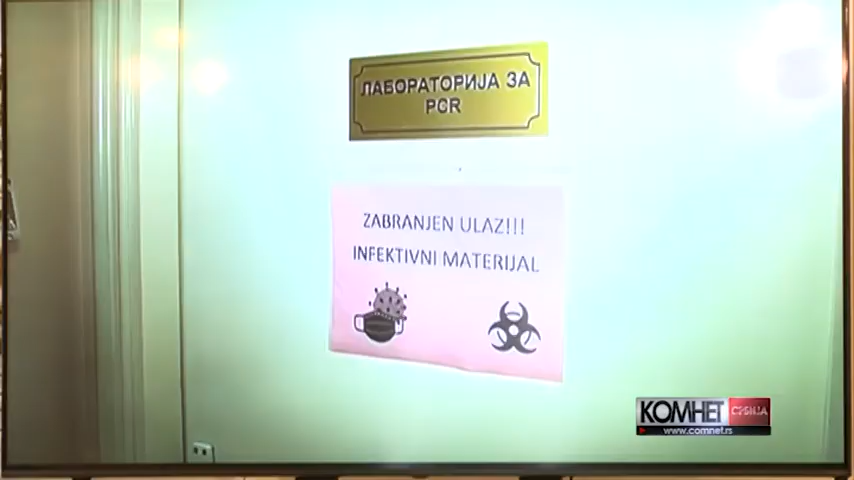 ЛАБОРАТОРИЈА ЗА
PCR
ZABRANJEN ULAZ!!!
INFEKTIVNI MATERIJAL
КОМНЕТ СРБИЈА
www.comnet.rs